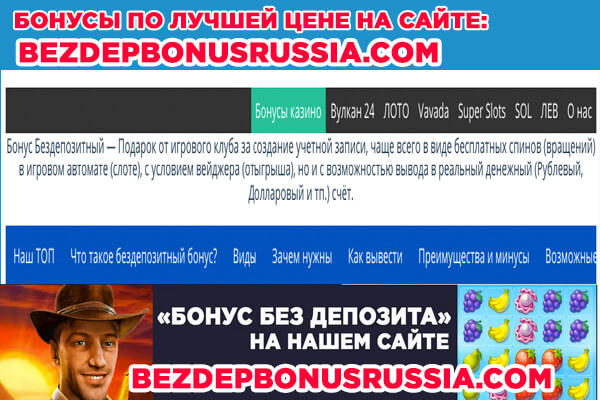 БОНУСЫ ПО ЛУЧШЕЙ ЦЕНЕ НА САЙТЕ:
BEZDEPBONUSRUSSIA.COM
Бонусы казино Вулкан 24 ЛОТО Vavada Super Slots SOL ЛЕВ О нас
Бонус Бездепозитный — Подарок от игрового клуба за создание учетной записи, чаще всего в виде бесплатных спинов (вращений)
в игровом автомате (слоте), с условием вейджера (отыгрыша), но и с возможностью вывода в реальный денежный (Рублевый,
Долларовый и тп.) счёт.
Наш ТОП Что такое бездепозитный бонус? Виды Зачем нужны Как вывести Преимущества и минусы Возможные
«БОНУС БЕЗ ДЕПОЗИТА»
НА НАШЕМ САЙТЕ
BEZDEPBONUSRUSSIA.COM